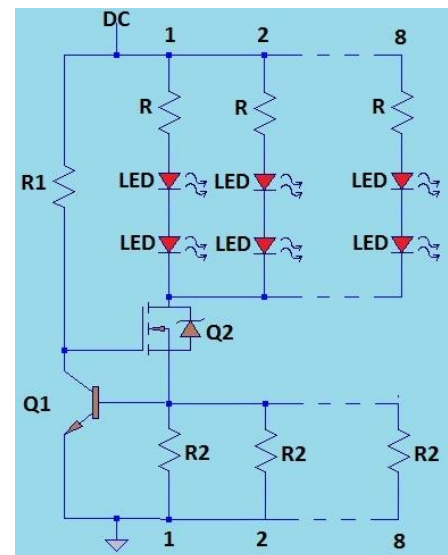 DC
1 2 8
R R R
R1
LED LED LED
LED LED LED
Q2
Q1
R2 R2 R2
1 2 8